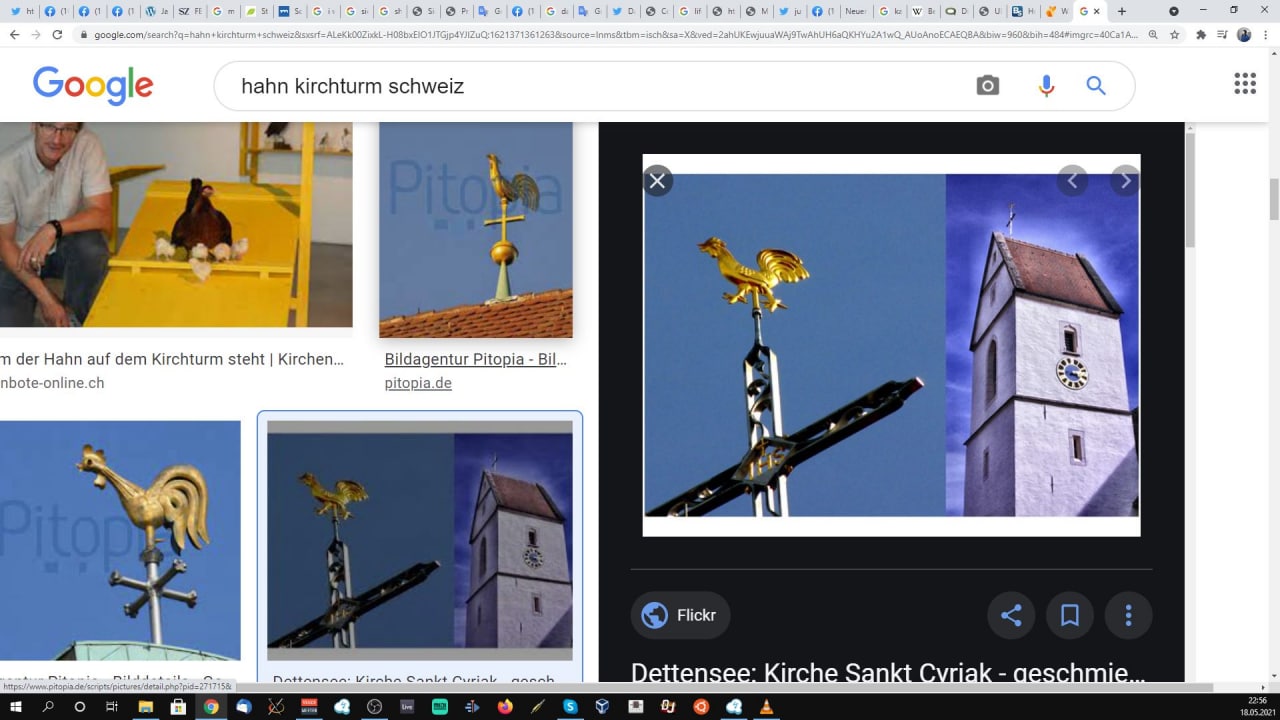 google.com/search?q=hahn+kirchturm+schweiz&sxsrf=ALeKk00ZixkL-H08bxEIO1JTGjp4YJIZuQ:1621371361263&source=lnms&tbm=isch&sa=X&ved=2ahUKEwjuuaWAj9TwAhUH6aQKHYu2A1wQ_AUoAnoECAEQBA&biw=960&bih=484#imgrc=40Ca1A...
Google
hahn kirchturm schweiz
Pitopia
m der Hahn auf dem Kirchturm steht | Kirchen...
nbote-online.ch
Bildagentur Pitopia - Bil...
pitopia.de
Pitop
Flickr
Dettensee: Kirche Sankt Cyriak - geschmie...
https://www.pitopia.de/scripts/pictures/detail.php?pid=271715&
Live
22:56
18.05.2021